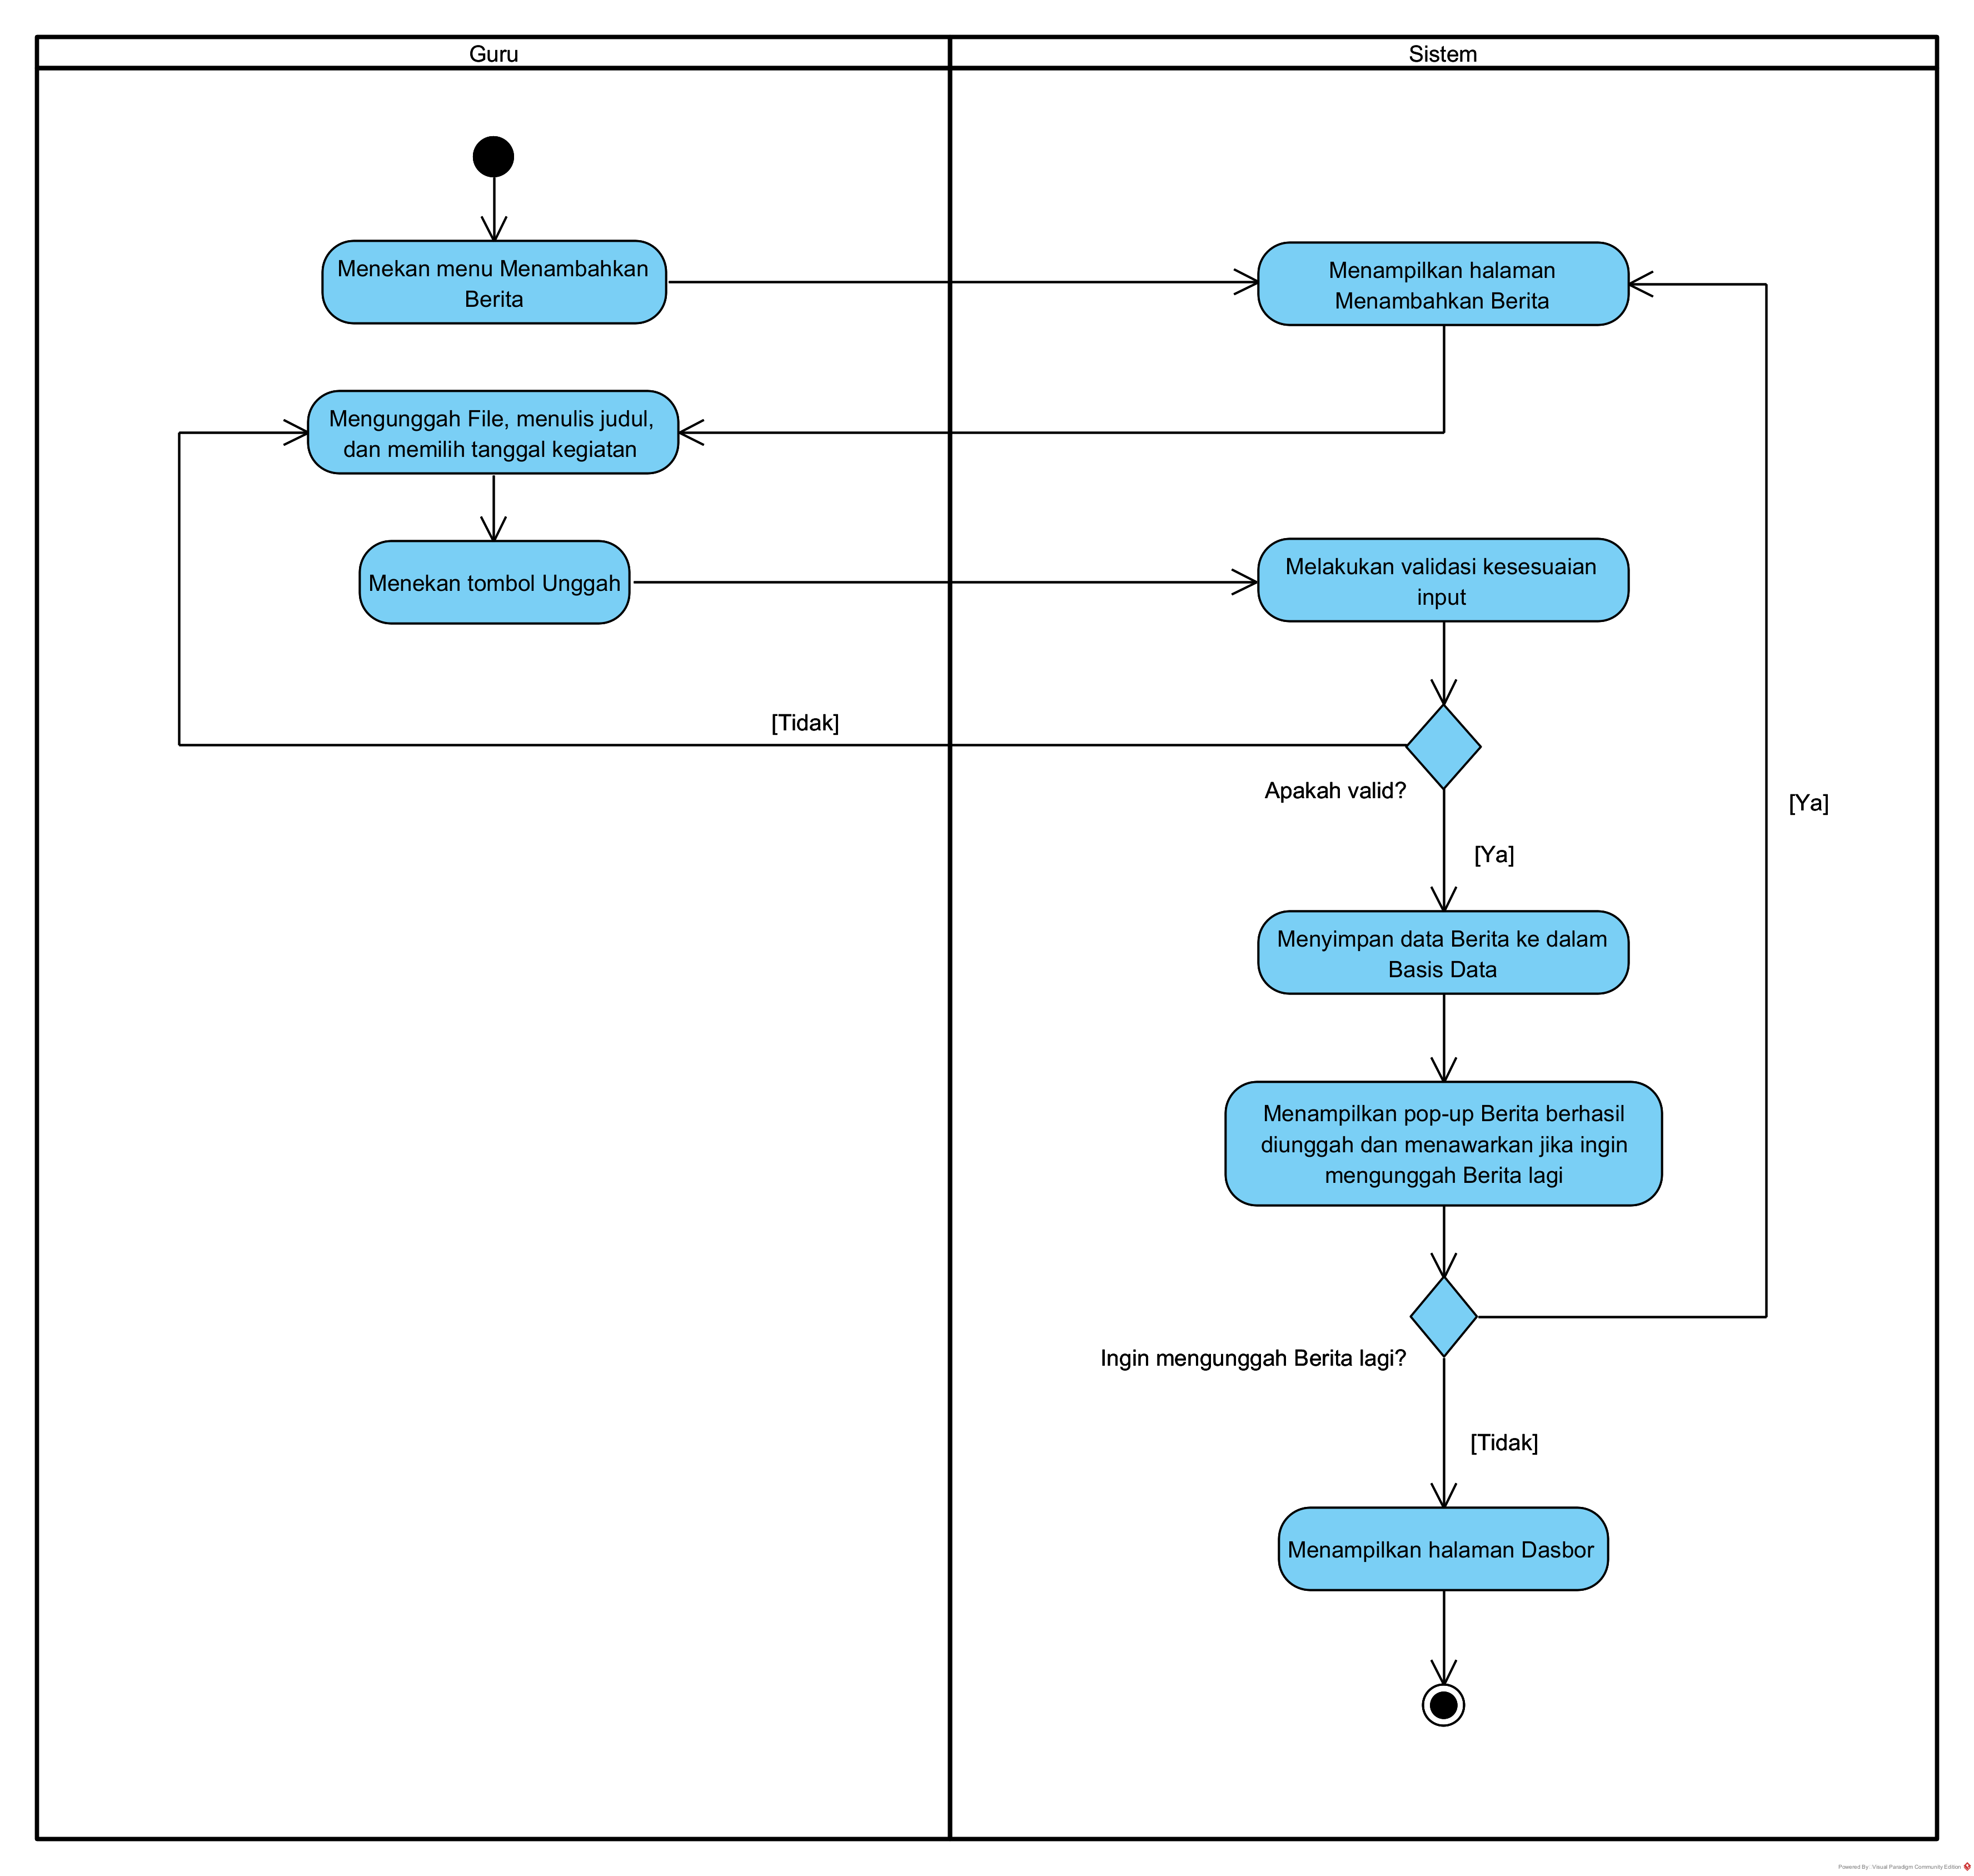 Guru
Sistem
Menekan menu Menambahkan
Berita
Menampilkan halaman
Menambahkan Berita
Mengunggah File, menulis judul,
dan memilih tanggal kegiatan
Menekan tombol Unggah
Melakukan validasi kesesuaian
input
[Tidak]
Apakah valid?
[Ya]
[Ya]
Menyimpan data Berita ke dalam
Basis Data
Menampilkan pop-up Berita berhasil
diunggah dan menawarkan jika ingin
mengunggah Berita lagi
Ingin mengunggah Berita lagi?
[Tidak]
Menampilkan halaman Dasbor
Powered By: Visual Paradigm Community Edition